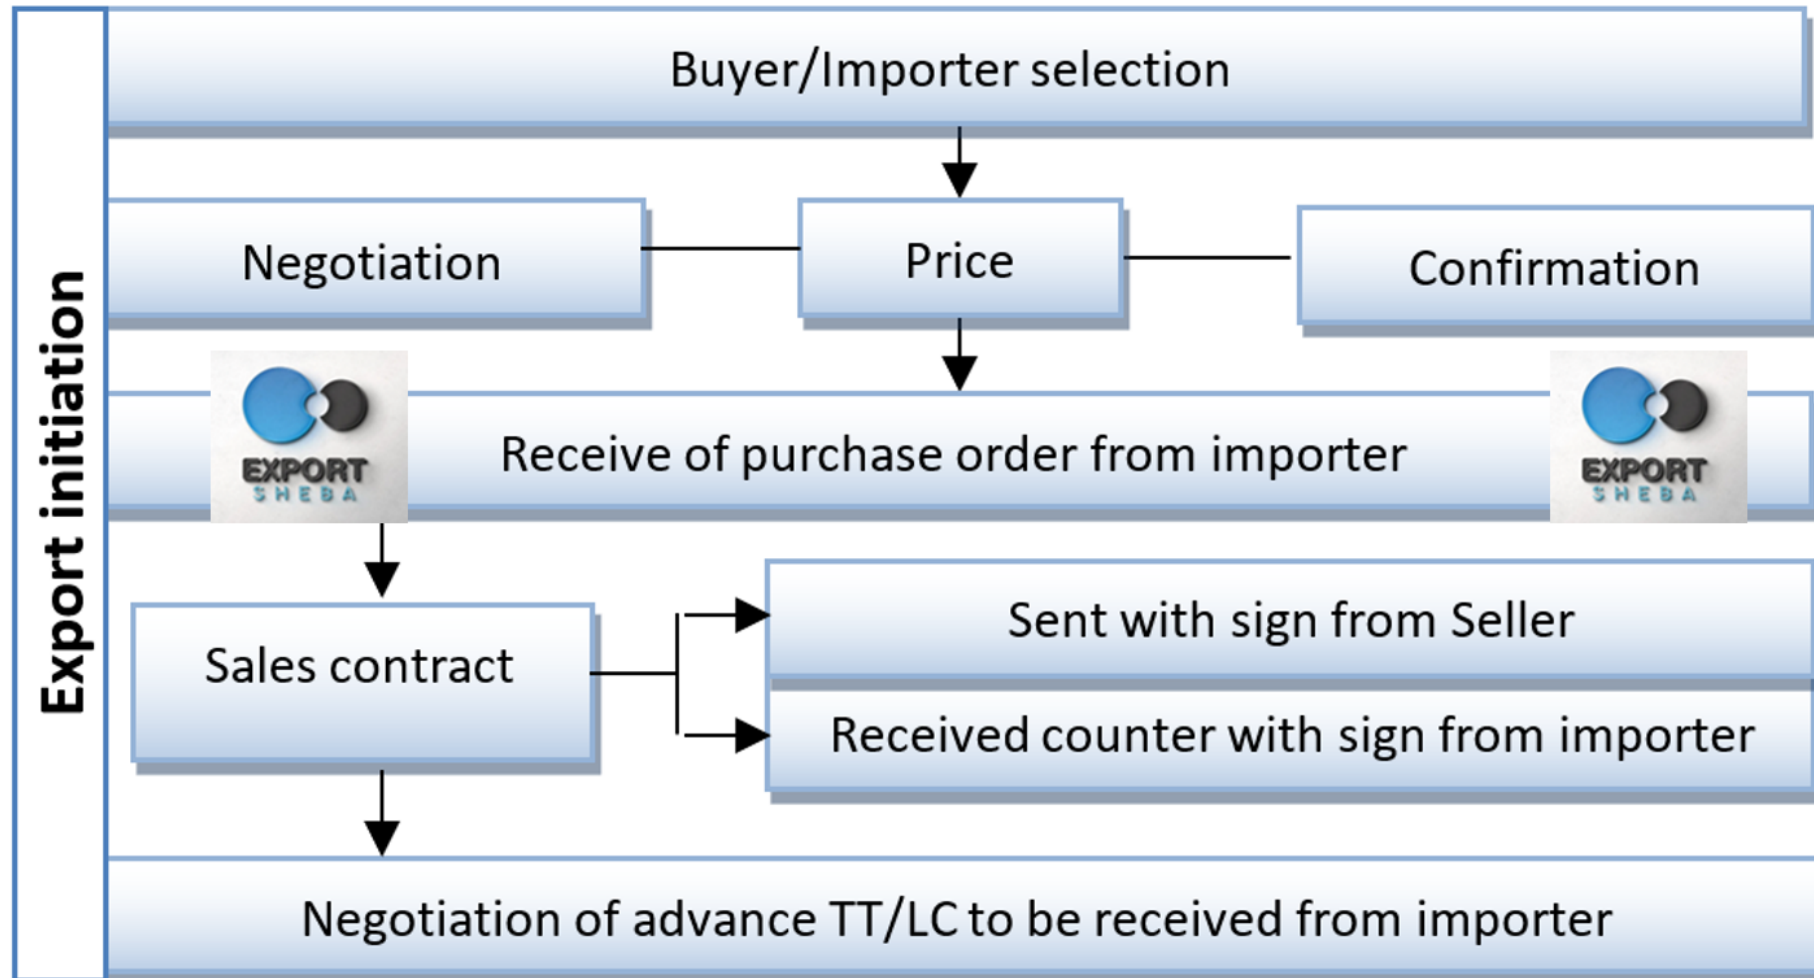 Export initiation
Buyer/Importer selection
Negotiation
Price
Confirmation
EXPORT
SHEBA
Receive of purchase order from importer
EXPORT
SHEBA
Sales contract
Sent with sign from Seller
Received counter with sign from importer
Negotiation of advance TT/LC to be received from importer